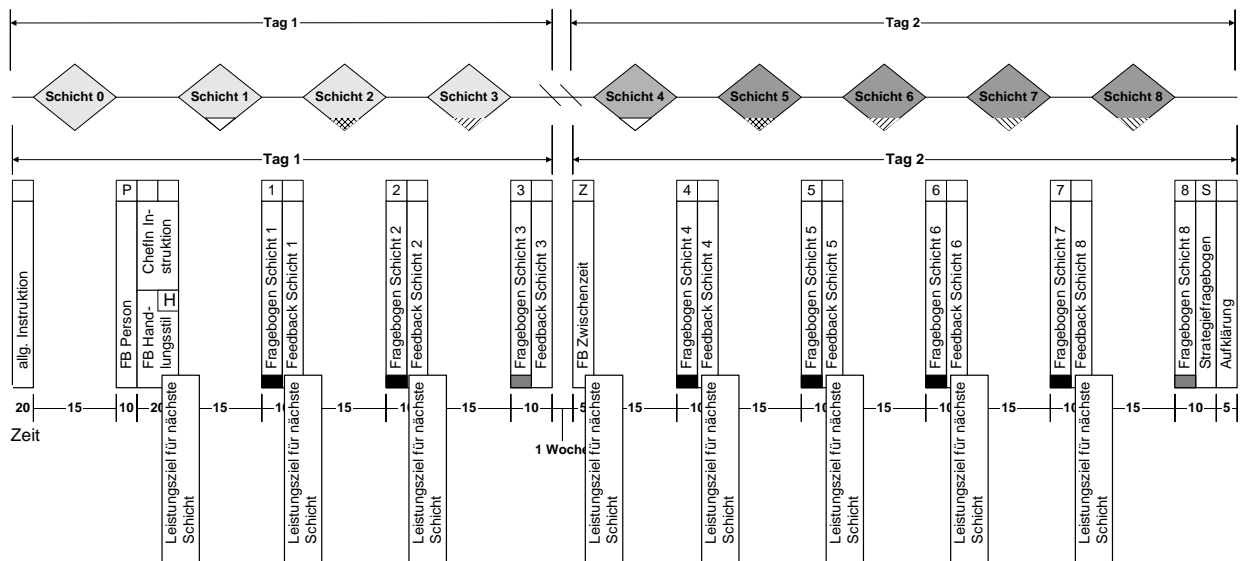 Tag 1
Tag 2
Schicht 0
Schicht 1
Schicht 2
Schicht 3
Schicht 4
Schicht 5
Schicht 6
Schicht 7
Schicht 8
Tag 1
Tag 2
allg. Instruktion
P
FB Person
ChefIn In-
struktion
FB Hand-
lungsstil
H
1
Fragebogen Schicht 1
Feedback Schicht 1
2
Fragebogen Schicht 2
Feedback Schicht 2
3
Fragebogen Schicht 3
Feedback Schicht 3
Z
FB Zwischenzeit
4
Fragebogen Schicht 4
Feedback Schicht 4
5
Fragebogen Schicht 5
Feedback Schicht 5
6
Fragebogen Schicht 6
Feedback Schicht 6
7
Fragebogen Schicht 7
Feedback Schicht 8
8
Fragebogen Schicht 8
S
Strategiefragebogen
Aufklärung
20
15
10
20
15
10
15
10
15
10
5
15
10
15
10
15
10
15
10
15
10
5
Zeit
1 Woche
Leistungsziel für nächste
Schicht
Leistungsziel für nächste
Schicht
Leistungsziel für nächste
Schicht
Leistungsziel für nächste
Schicht
Leistungsziel für nächste
Schicht
Leistungsziel für nächste
Schicht
Leistungsziel für nächste
Schicht
Leistungsziel für nächste
Schicht